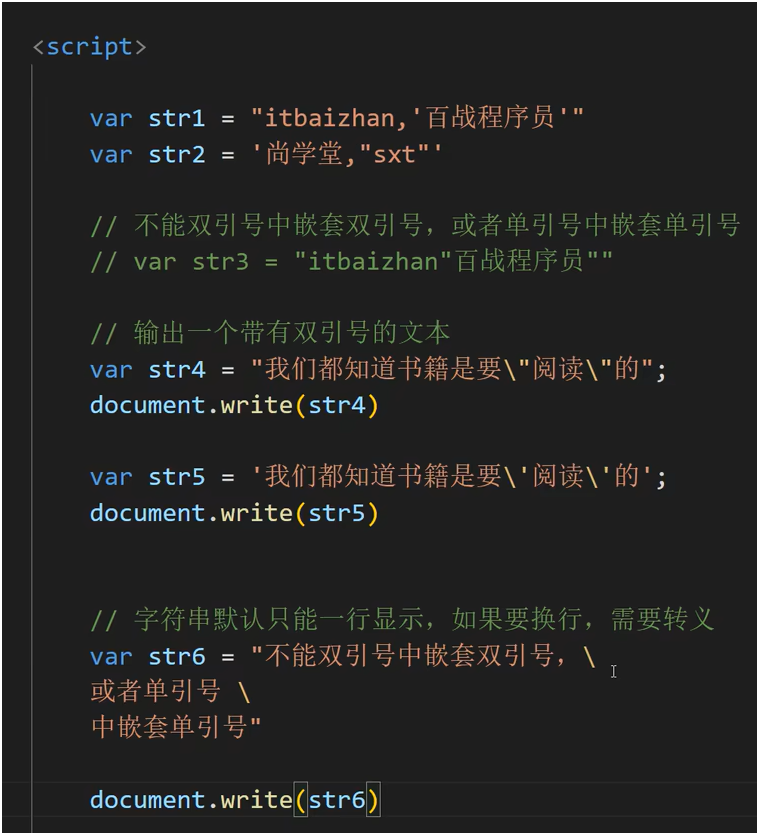 <script>
var str1 = "itbaizhan,'百战程序员'"
var str2 = '尚学堂,"sxt"'
// 不能双引号中嵌套双引号，或者单引号中嵌套单引号
// var str3 = "itbaizhan"百战程序员""
// 输出一个带有双引号的文本
var str4 = "我们都知道书籍是要\"阅读\"的";
document.write(str4)
var str5 = '我们都知道书籍是要\'阅读\'的';
document.write(str5)
// 字符串默认只能一行显示，如果要换行，需要转义
var str6 = "不能双引号中嵌套双引号，\
或者单引号 \
中嵌套单引号"
document.write(str6)